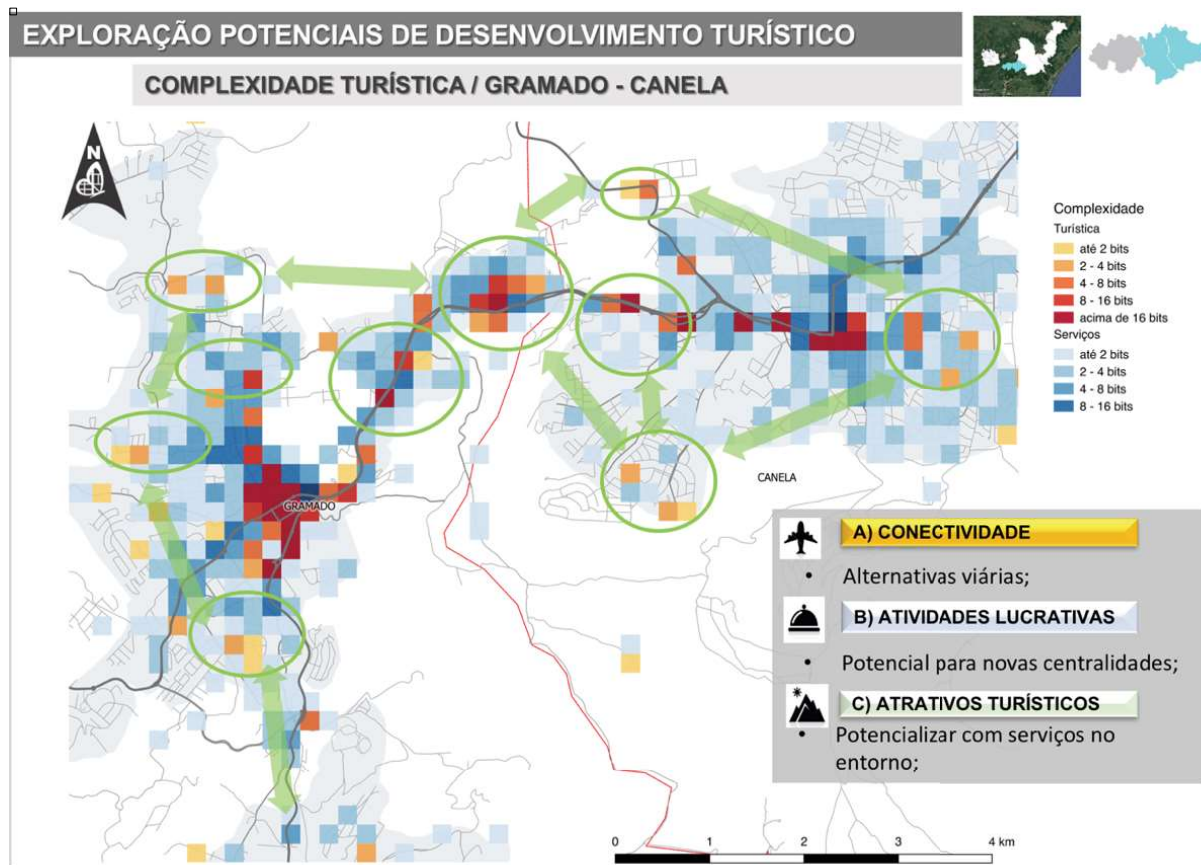 EXPLORAÇÃO POTENCIAIS DE DESENVOLVIMENTO TURÍSTICO
COMPLEXIDADE TURÍSTICA / GRAMADO - CANELA
N
Complexidade
Turística
até 2 bits
2 - 4 bits
4 - 8 bits
8 - 16 bits
acima de 16 bits
Serviços
até 2 bits
2 - 4 bits
4 - 8 bits
8 - 16 bits
GRAMADO
CANELA
A) CONECTIVIDADE
• Alternativas viárias;
B) ATIVIDADES LUCRATIVAS
• Potencial para novas centralidades;
C) ATRATIVOS TURÍSTICOS
• Potencializar com serviços no
entorno;
0 1 2 3 4 km